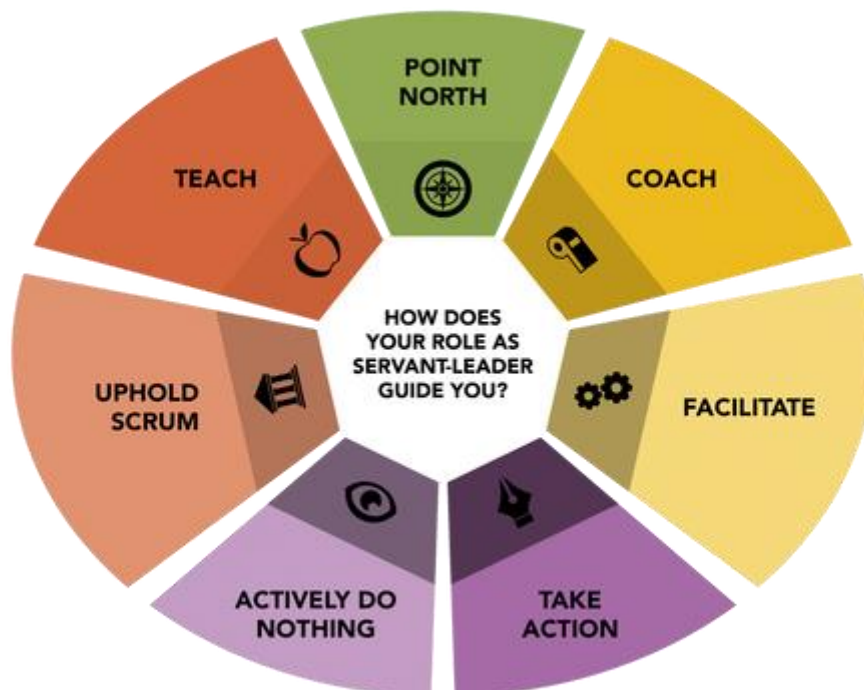 POINT
NORTH
COACH
FACILITATE
TAKE
ACTION
ACTIVELY DO
NOTHING
UPHOLD
SCRUM
TEACH
HOW DOES
YOUR ROLE AS
SERVANT-LEADER
GUIDE YOU?